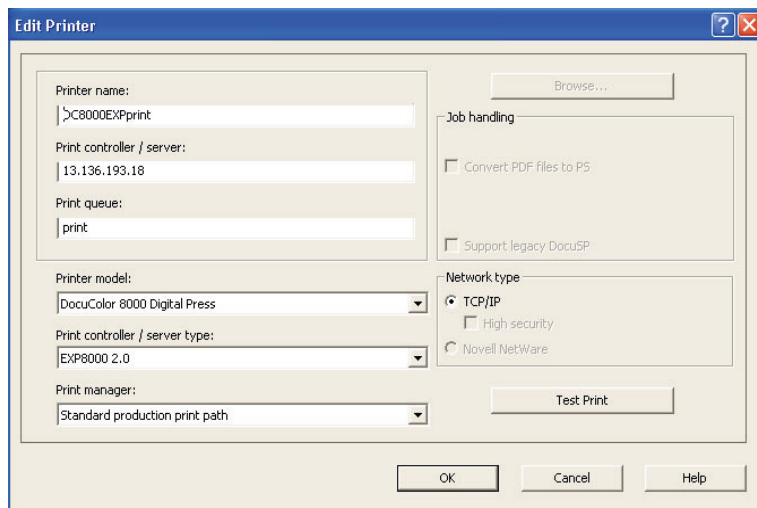 Edit Printer
Printer name:
DC8000EXPprint
Print controller / server:
13.136.193.18
Print queue:
print
Printer model:
DocuColor 8000 Digital Press
Print controller / server type:
EXP8000 2.0
Print manager:
Standard production print path
Browse...
Job handling
Convert PDF files to PS
Support legacy DocuSP
Network type
TCP/IP
High security
Novell NetWare
Test Print
OK
Cancel
Help